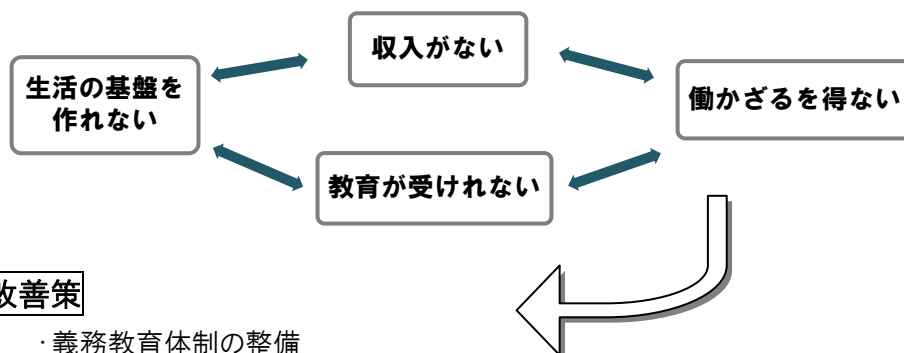 収入がない
生活の基盤を
作れない
働かざるを得ない
教育が受けれない
改善策
・義務教育体制の整備